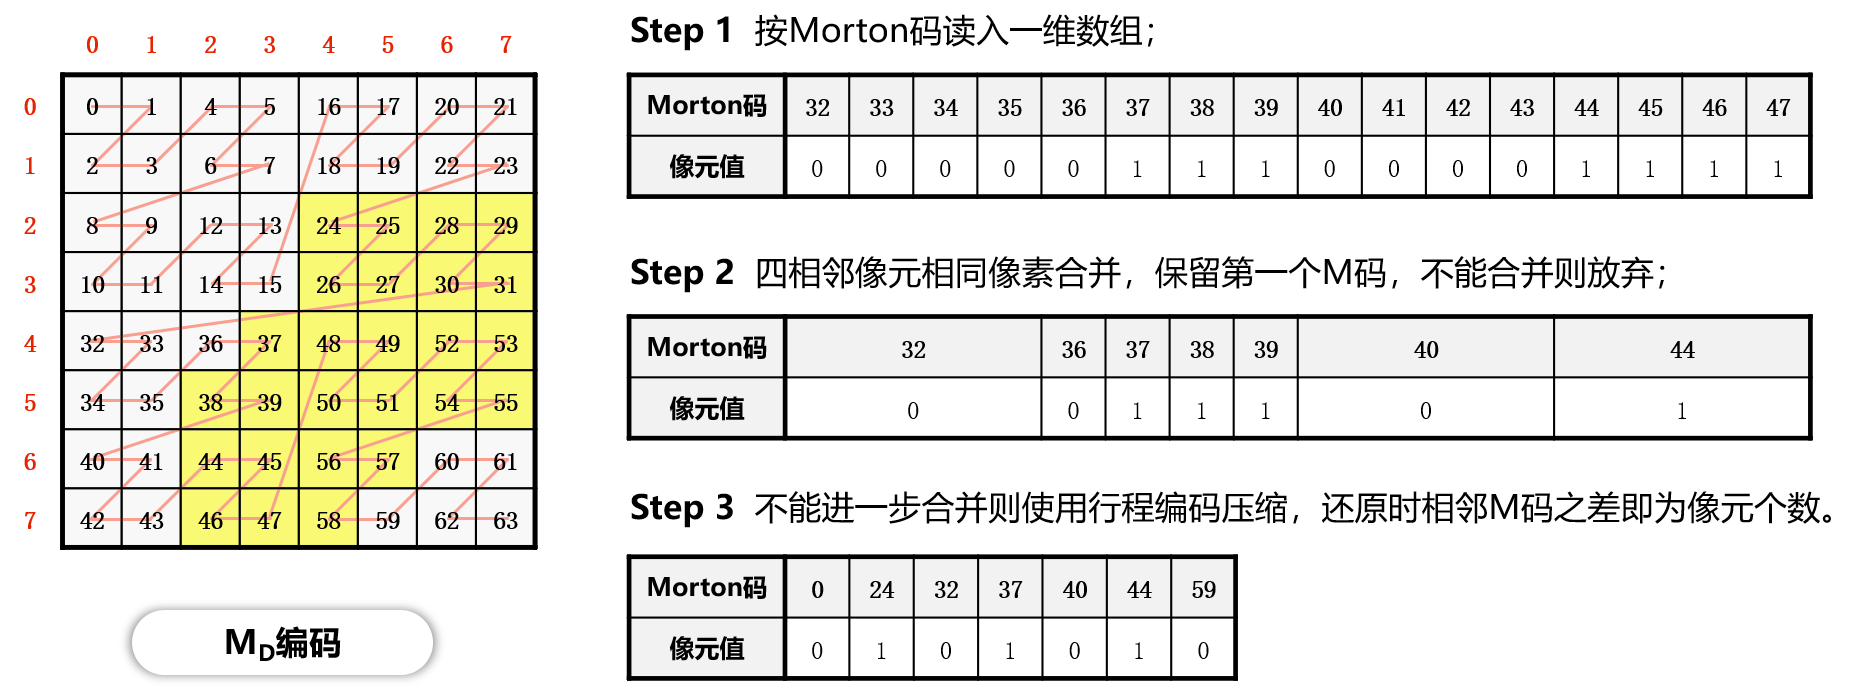 0 1 2 3 4 5 6 7
0 0 1 4 5 16 17 20 21
1 2 3 6 7 18 19 22 23
2 8 9 12 13 24 25 28 29
3 10 11 14 15 26 27 30 31
4 32 33 36 37 48 49 52 53
5 34 35 38 39 50 51 54 55
6 40 41 44 45 56 57 60 61
7 42 43 46 47 58 59 62 63
MD编码
Step 1 按Morton码读入一维数组；
Morton码 32 33 34 35 36 37 38 39 40 41 42 43 44 45 46 47
像元值 0 0 0 0 0 1 1 1 0 0 0 0 1 1 1 1
Step 2 四相邻像元相同像素合并，保留第一个M码，不能合并则放弃；
Morton码 32 36 37 38 39 40 44
像元值 0 0 1 1 1 0 1
Step 3 不能进一步合并则使用行程编码压缩，还原时相邻M码之差即为像元个数。
Morton码 0 24 32 37 40 44 59
像元值 0 1 0 1 0 1 0